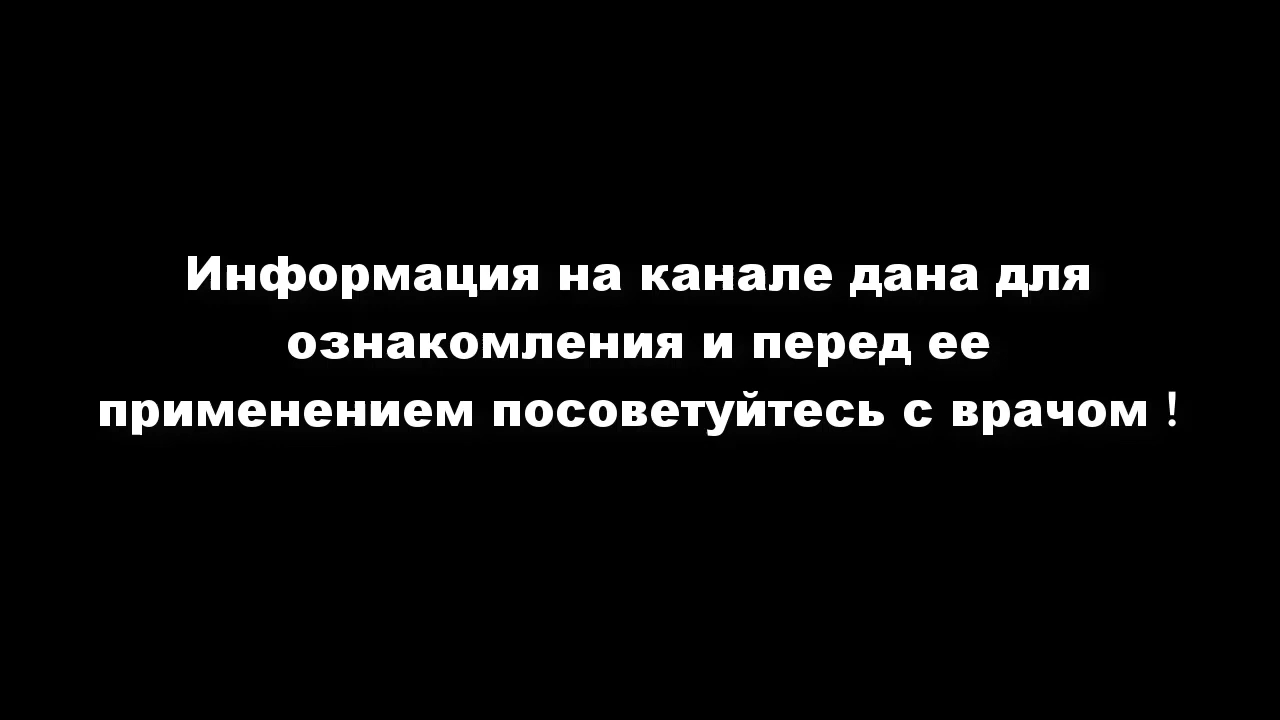 Информация на канале дана для
ознакомления и перед ее
применением посоветуйтесь с врачом !